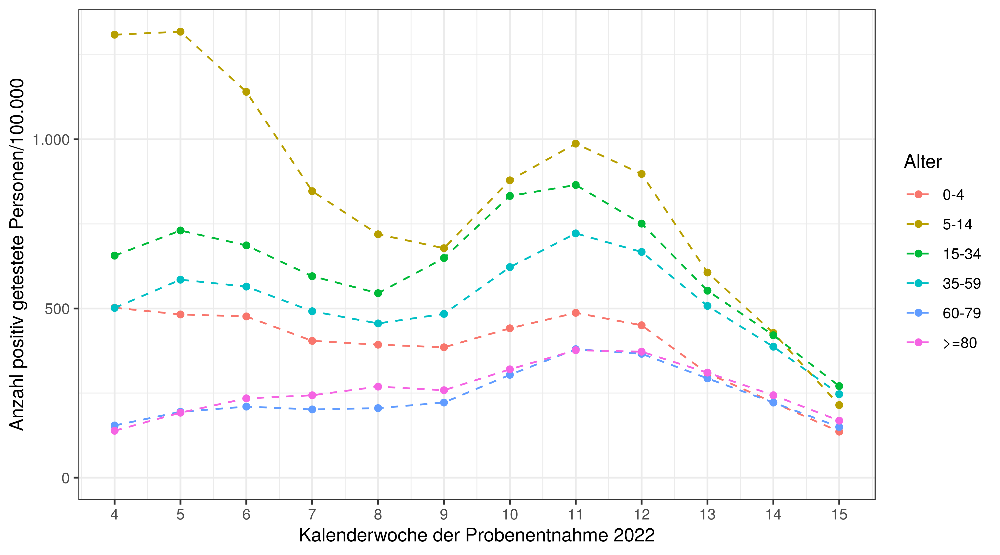 Anzahl positiv getestete Personen/100.000
1.000
500
0
4 5 6 7 8 9 10 11 12 13 14 15
Kalenderwoche der Probenentnahme 2022
Alter
0-4
5-14
15-34
35-59
60-79
>=80